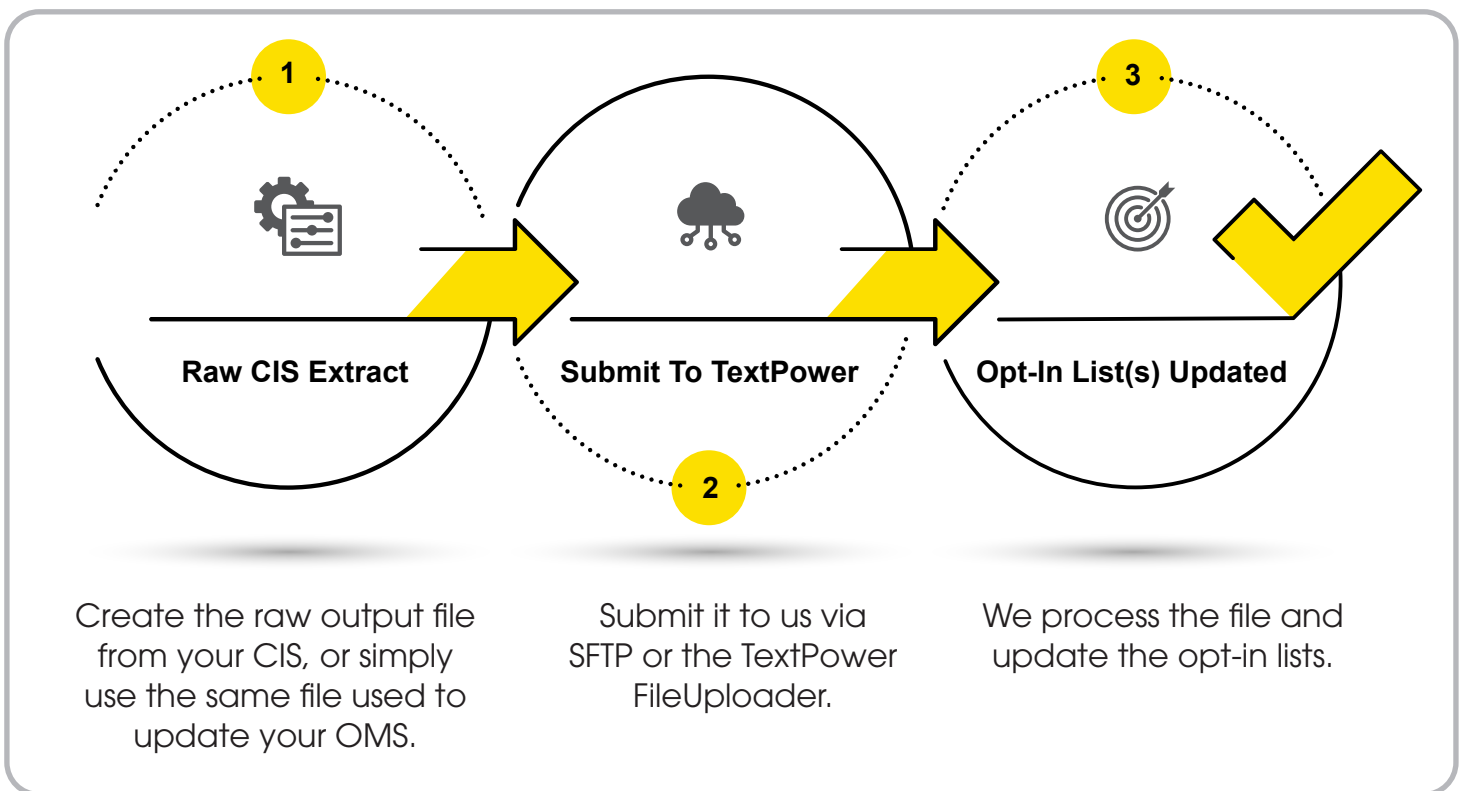 1
Raw CIS Extract
Create the raw output file
from your CIS, or simply
use the same file used to
update your OMS.
Submit To TextPower
2
Submit it to us via
SFTP or the TextPower
FileUploader.
3
Opt-In List(s) Updated
We process the file and
update the opt-in lists.